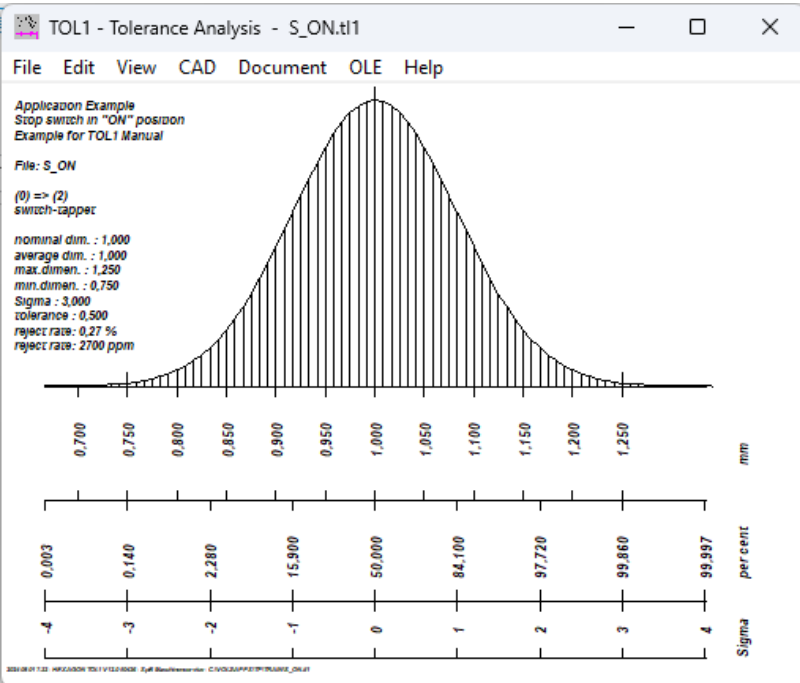 TOL1 - Tolerance Analysis - S_ON.tl1
File Edit View CAD Document OLE Help
Application Example
Stop switch in "ON" position
Example for TOL1 Manual
File: S_ON
(0) => (2)
switch-tappet
nominal dim. : 1,000
average dim. : 1,000
max.dimen. : 1,250
min.dimen. : 0,750
Sigma : 3,000
tolerance : 0,500
reject rate: 0,27 %
reject rate: 2700 ppm
0,700 0,750 0,800 0,850 0,900 0,950 1,000 1,050 1,100 1,150 1,200 1,250 mm
0,003 0,140 2,280 15,900 50,000 84,100 97,720 99,860 99,997 per cent
-4 -3 -2 -1 0 1 2 3 4 Sigma